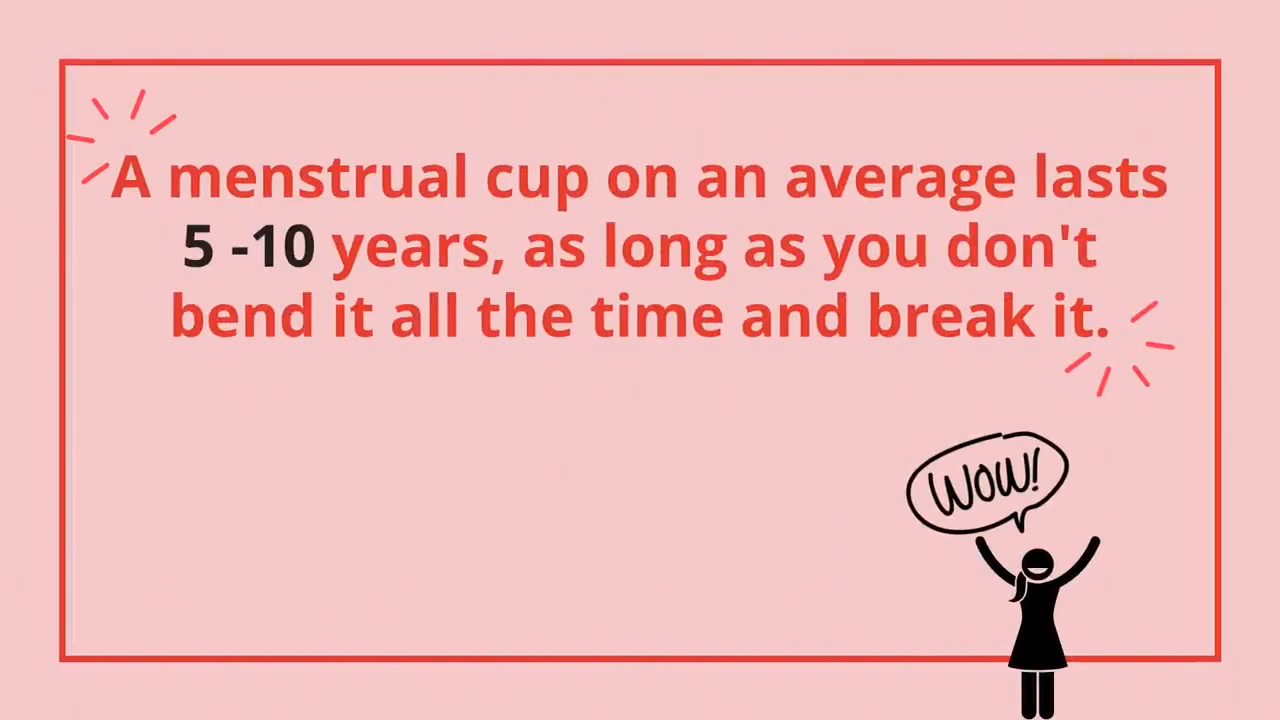 A menstrual cup on an average lasts
5 -10 years, as long as you don't
bend it all the time and break it.
WOW!